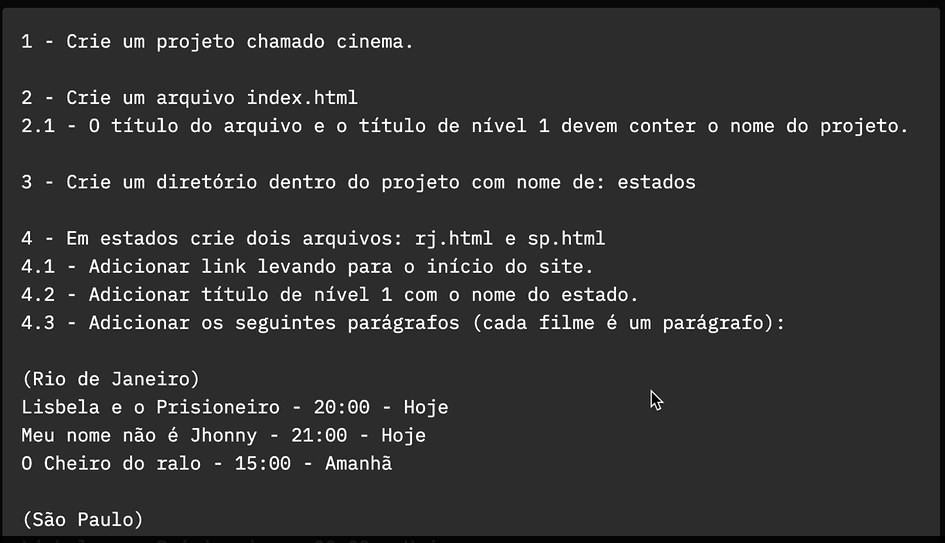 1 - Crie um projeto chamado cinema.
2 - Crie um arquivo index.html
2.1 - O título do arquivo e o título de nível 1 devem conter o nome do projeto.
3 - Crie um diretório dentro do projeto com nome de: estados
4 - Em estados crie dois arquivos: rj.html e sp.html
4.1 - Adicionar link levando para o início do site.
4.2 - Adicionar título de nível 1 com o nome do estado.
4.3 - Adicionar os seguintes parágrafos (cada filme é um parágrafo):
(Rio de Janeiro)
Lisbela e o Prisioneiro - 20:00 - Hoje
Meu nome não é Jhonny - 21:00 - Hoje
O Cheiro do ralo - 15:00 - Amanhã
(São Paulo)